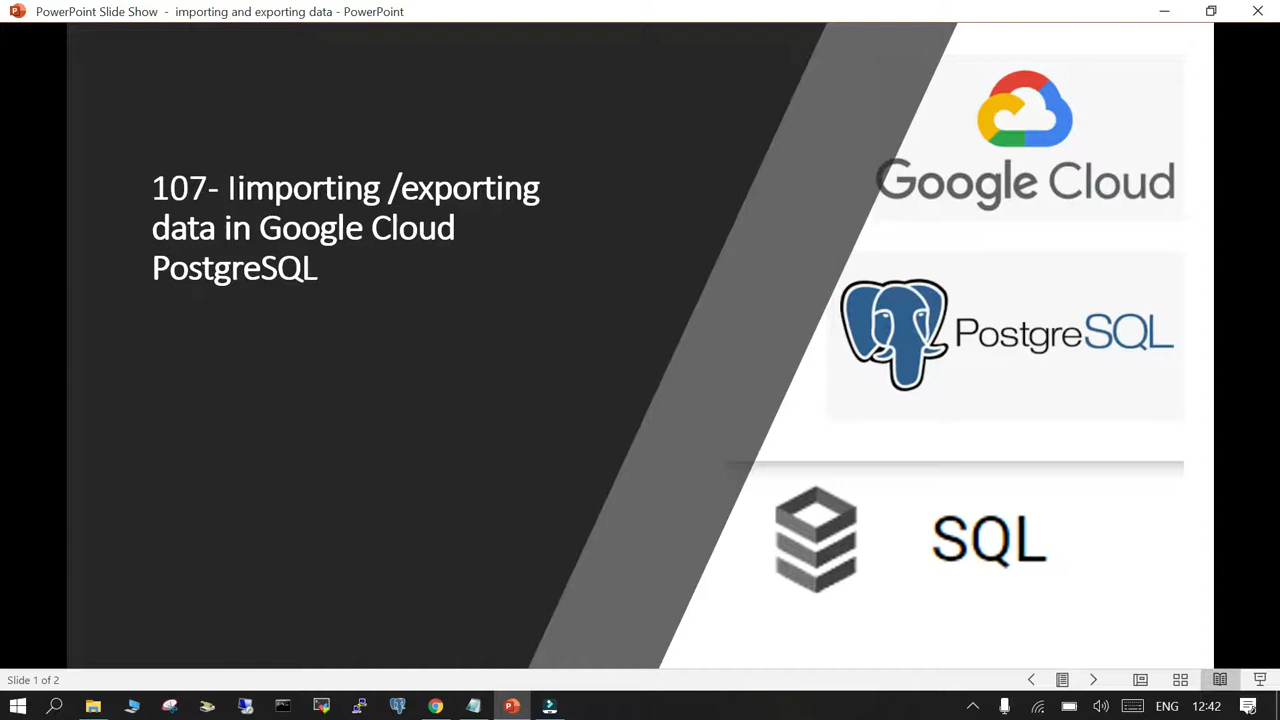 PowerPoint Slide Show - importing and exporting data - PowerPoint
107- Iimporting /exporting
data in Google Cloud
PostgreSQL
Google Cloud
PostgreSQL
SQL
Slide 1 of 2
ENG
12:42